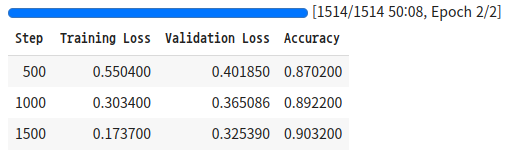 [1514/1514 50:08, Epoch 2/2]
Step Training Loss Validation Loss Accuracy
500 0.550400 0.401850 0.870200
1000 0.303400 0.365086 0.892200
1500 0.173700 0.325390 0.903200